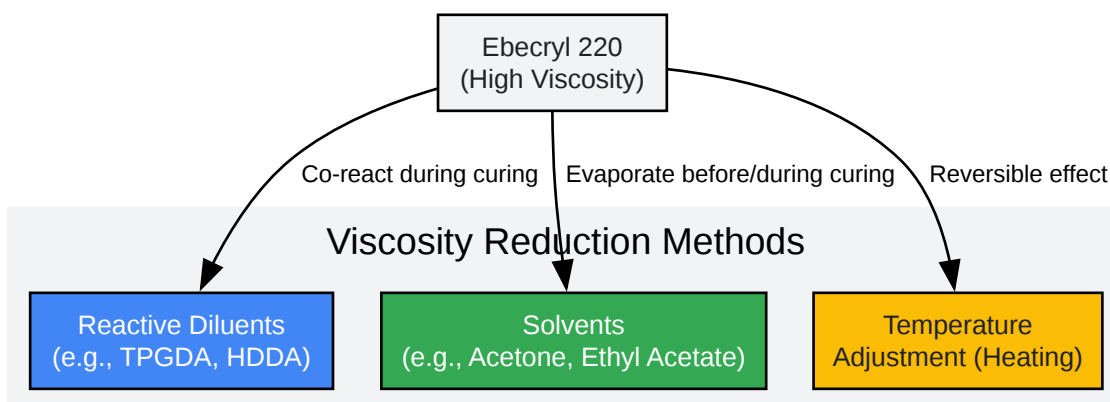 Ebecryl 220
(High Viscosity)
Co-react during curing
Evaporate before/during curing
Reversible effect
Viscosity Reduction Methods
Reactive Diluents
(e.g., TPGDA, HDDA)
Solvents
(e.g., Acetone, Ethyl Acetate)
Temperature
Adjustment (Heating)